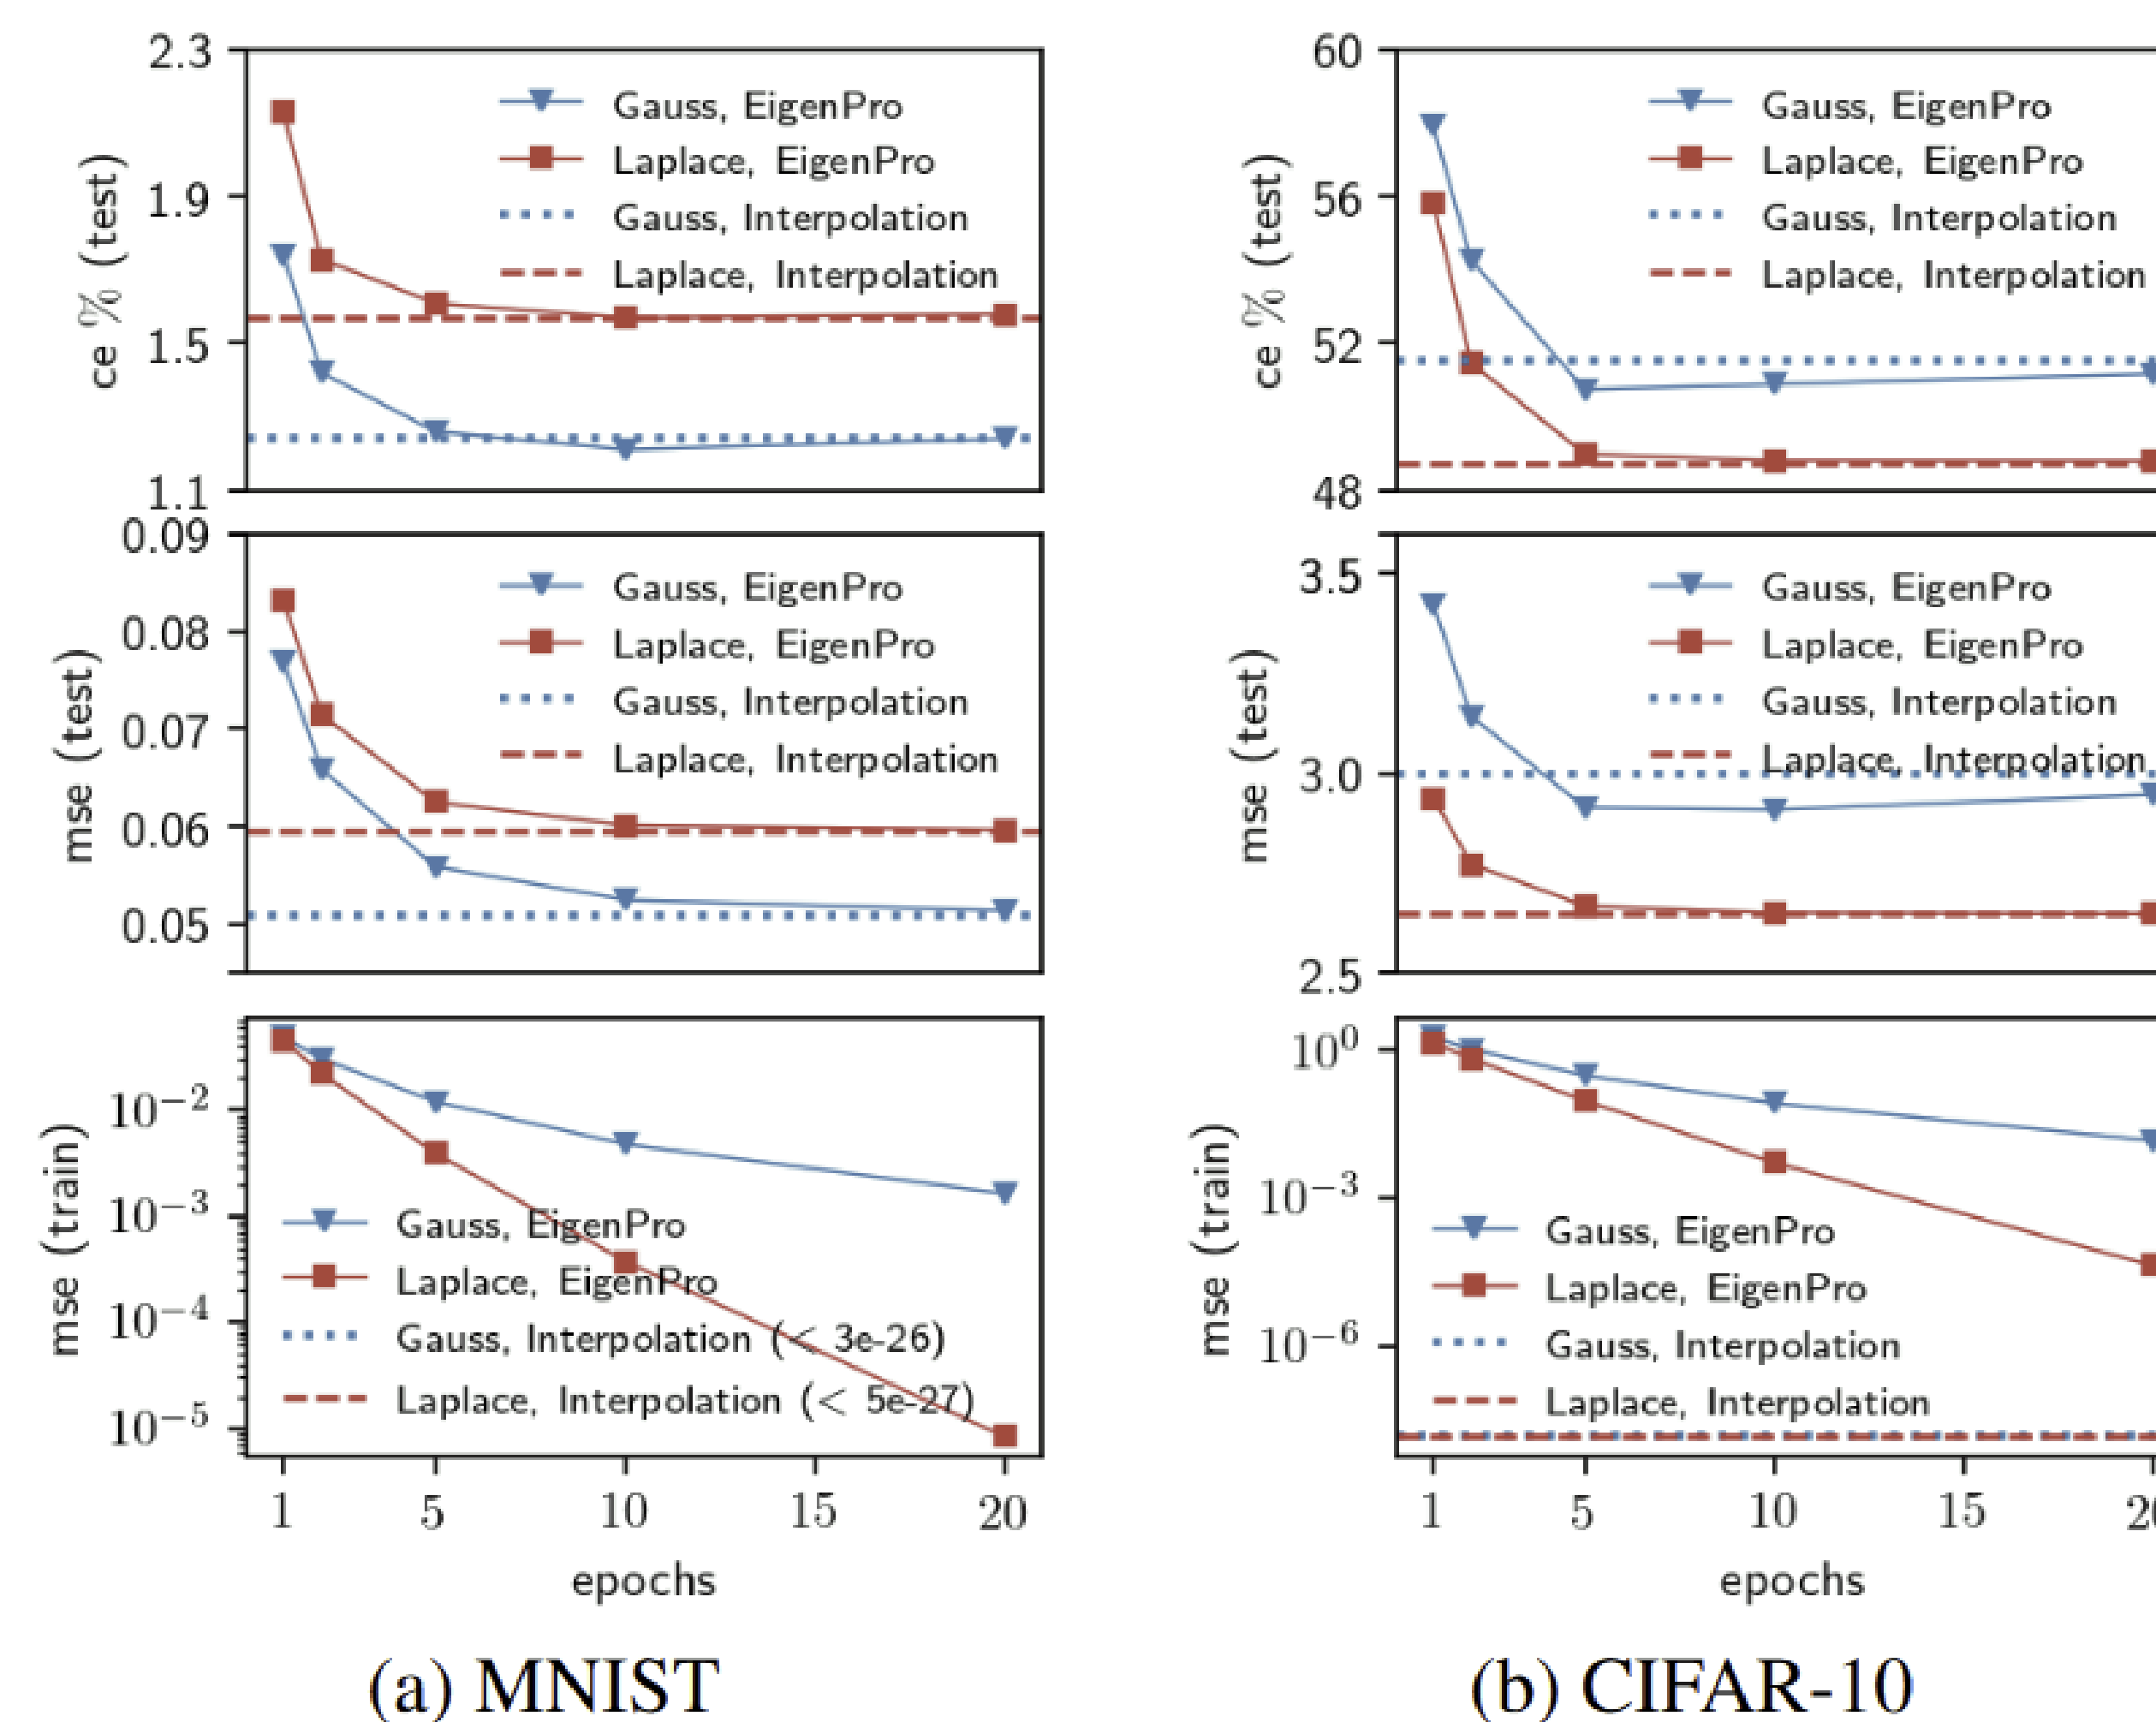 2.3
1.9
1.5
1.1
ce % (test)
Gauss, EigenPro
Laplace, EigenPro
Gauss, Interpolation
Laplace, Interpolation
0.09
0.08
0.07
0.06
0.05
mse (test)
Gauss, EigenPro
Laplace, EigenPro
Gauss, Interpolation
Laplace, Interpolation
10−2
10−3
10−4
10−5
mse (train)
Gauss, EigenPro
Laplace, EigenPro
Gauss, Interpolation (< 3e-26)
Laplace, Interpolation (< 5e-27)
1 5 10 15 20
epochs
(a) MNIST
60
56
52
48
ce % (test)
Gauss, EigenPro
Laplace, EigenPro
Gauss, Interpolation
Laplace, Interpolation
3.5
3.0
2.5
mse (test)
Gauss, EigenPro
Laplace, EigenPro
Gauss, Interpolation
Laplace, Interpolation
100
10−3
10−6
mse (train)
Gauss, EigenPro
Laplace, EigenPro
Gauss, Interpolation
Laplace, Interpolation
1 5 10 15
epochs
(b) CIFAR-10